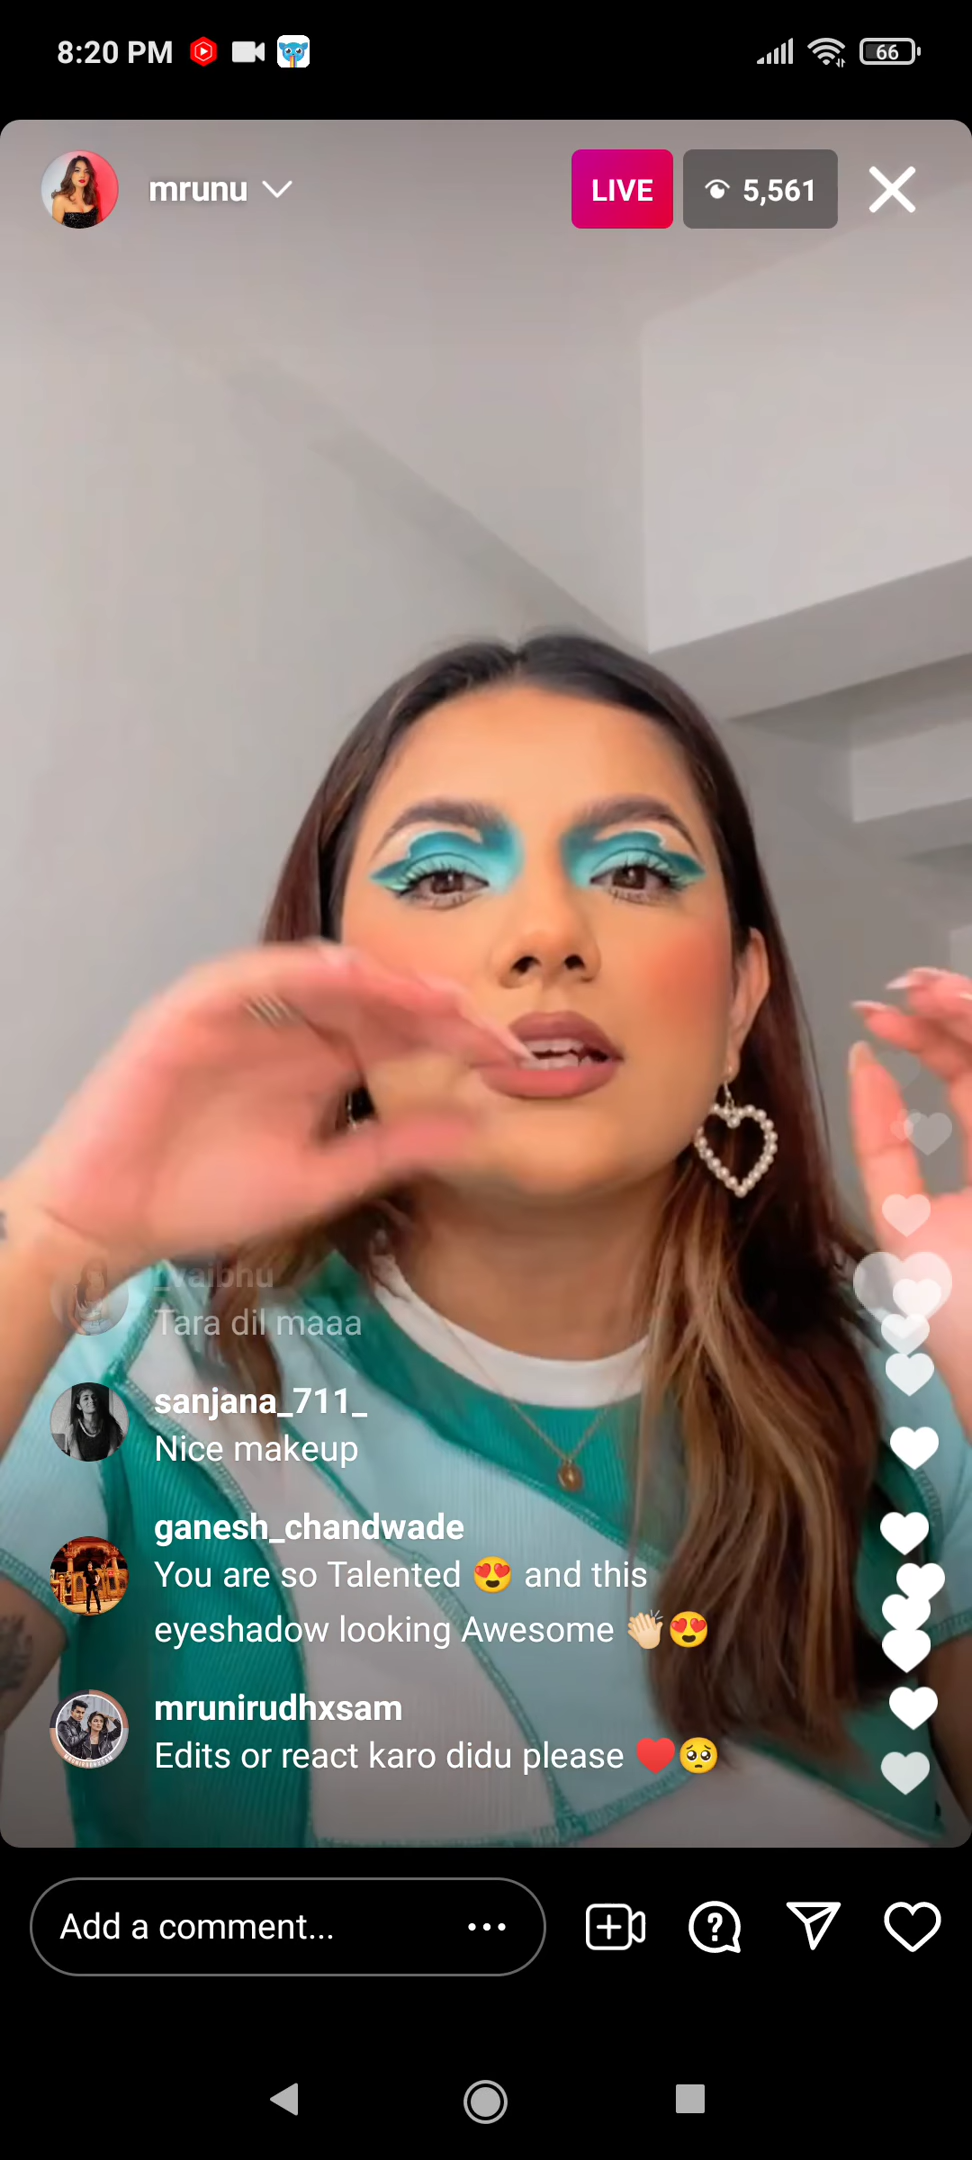 8:20 PM
66
mrunu
LIVE
5,561
_vaibhu
Tara dil maaa
sanjana_711_
Nice makeup
ganesh_chandwade
You are so Talented 😍 and this
eyeshadow looking Awesome 👏🏻😍
mrunirudhxsam
Edits or react karo didu please ♥️🥺
Add a comment...